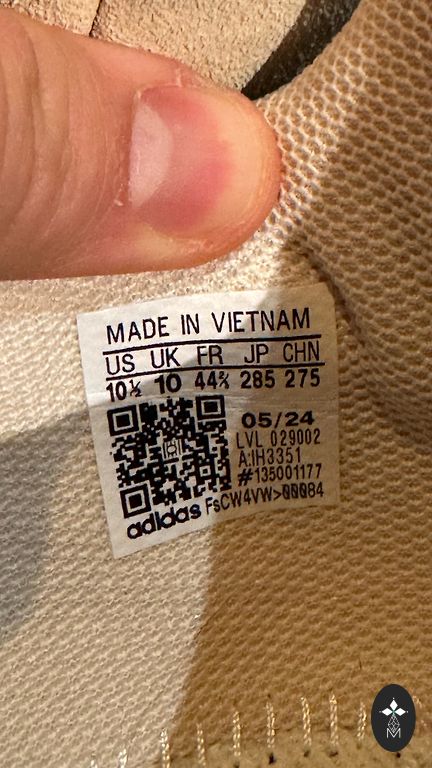 MADE IN VIETNAM
US UK FR JP CHN
10½ 10 44⅔ 285 275
05/24
LVL 029002
A:IH3351
#135001177
adidas FsCW4VW>00084
M